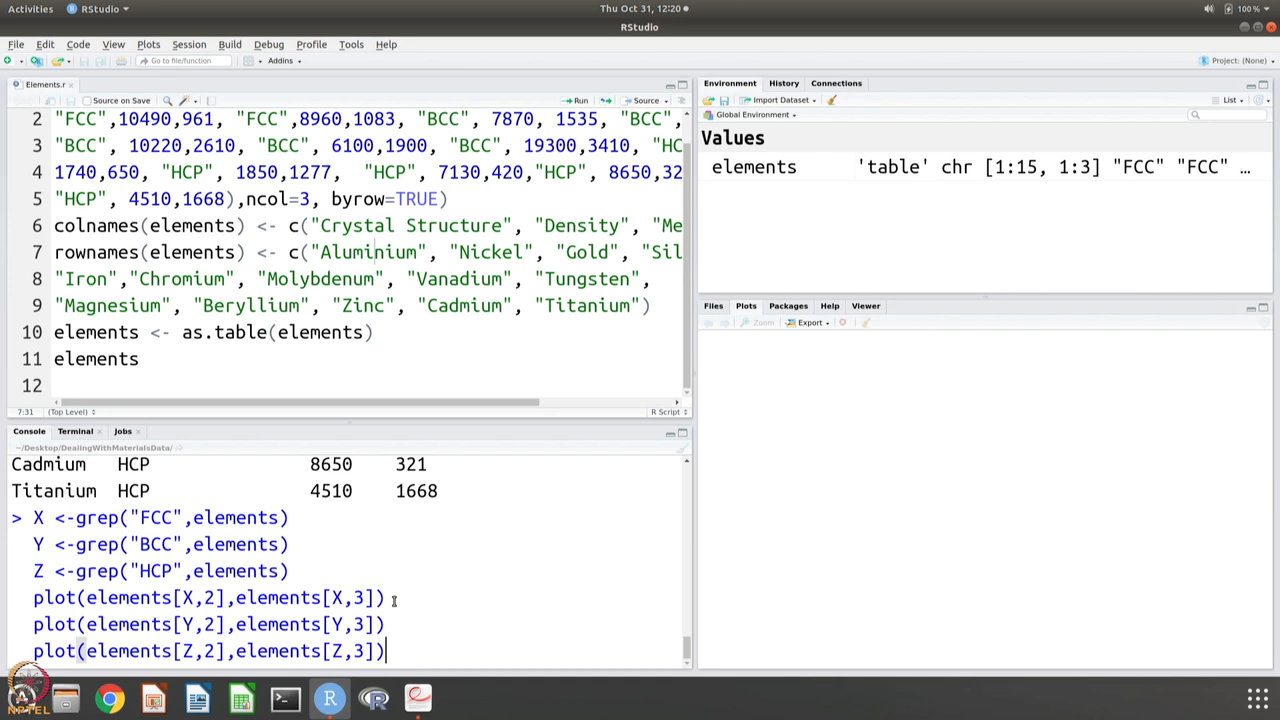 Activities RStudio Thu Oct 31, 12:20 100 %
RStudio
File Edit Code View Plots Session Build Debug Profile Tools Help
Go to file/function Addins Project: (None)
Elements.r
Source on Save Run Source
2 "FCC",10490,961, "FCC",8960,1083, "BCC", 7870, 1535, "BCC",
3 "BCC", 10220,2610, "BCC", 6100,1900, "BCC", 19300,3410, "HC
4 1740,650, "HCP", 1850,1277, "HCP", 7130,420,"HCP", 8650,32
5 "HCP", 4510,1668),ncol=3, byrow=TRUE)
6 colnames(elements) <- c("Crystal Structure", "Density", "Me
7 rownames(elements) <- c("Aluminium", "Nickel", "Gold", "Sil
8 "Iron","Chromium", "Molybdenum", "Vanadium", "Tungsten",
9 "Magnesium", "Beryllium", "Zinc", "Cadmium", "Titanium")
10 elements <- as.table(elements)
11 elements
12
7:31 (Top Level) R Script
Console Terminal Jobs
~/Desktop/DealingWithMaterialsData/
Cadmium HCP 8650 321
Titanium HCP 4510 1668
> X <-grep("FCC",elements)
Y <-grep("BCC",elements)
Z <-grep("HCP",elements)
plot(elements[X,2],elements[X,3])
plot(elements[Y,2],elements[Y,3])
plot(elements[Z,2],elements[Z,3])
Environment History Connections
Import Dataset List
Global Environment
Values
elements 'table' chr [1:15, 1:3] "FCC" "FCC" …
Files Plots Packages Help Viewer
Zoom Export
NPTEL